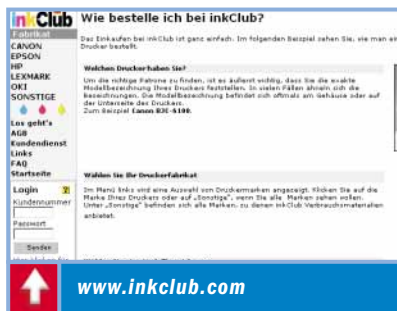 inkClub
Fabrikat
CANON
EPSON
HP
LEXMARK
OKI
SONSTIGE
Los geht's
AGB
Kundendienst
Links
FAQ
Startseite
Login
Kundennummer
Passwort
Senden
Wie bestelle ich bei inkClub?
Das Einkaufen bei inkClub ist ganz einfach. Im folgenden Beispiel sehen Sie, wie man ei
Drucker bestellt.
Welchen Drucker haben Sie?
Um die richtige Patrone zu finden, ist es äußerst wichtig, dass Sie die exakte
Modellbezeichnung Ihres Druckers feststellen. In vielen Fällen ähneln sich die
Bezeichnungen. Die Modellbezeichnung befindet sich oftmals am Gehäuse oder auf
der Unterseite des Druckers.
Zum Beispiel Canon BJC-6100.
Wählen Sie Ihr Druckerfabrikat
Im Menü links wird eine Auswahl von Druckermarken angezeigt. Klicken Sie auf die
Marke Ihres Druckers oder auf „Sonstige", wenn Sie alle Marken sehen wollen.
Unter „Sonstige" befinden sich alle Marken, zu denen inkClub Verbrauchsmaterialien
anbietet.
www.inkclub.com